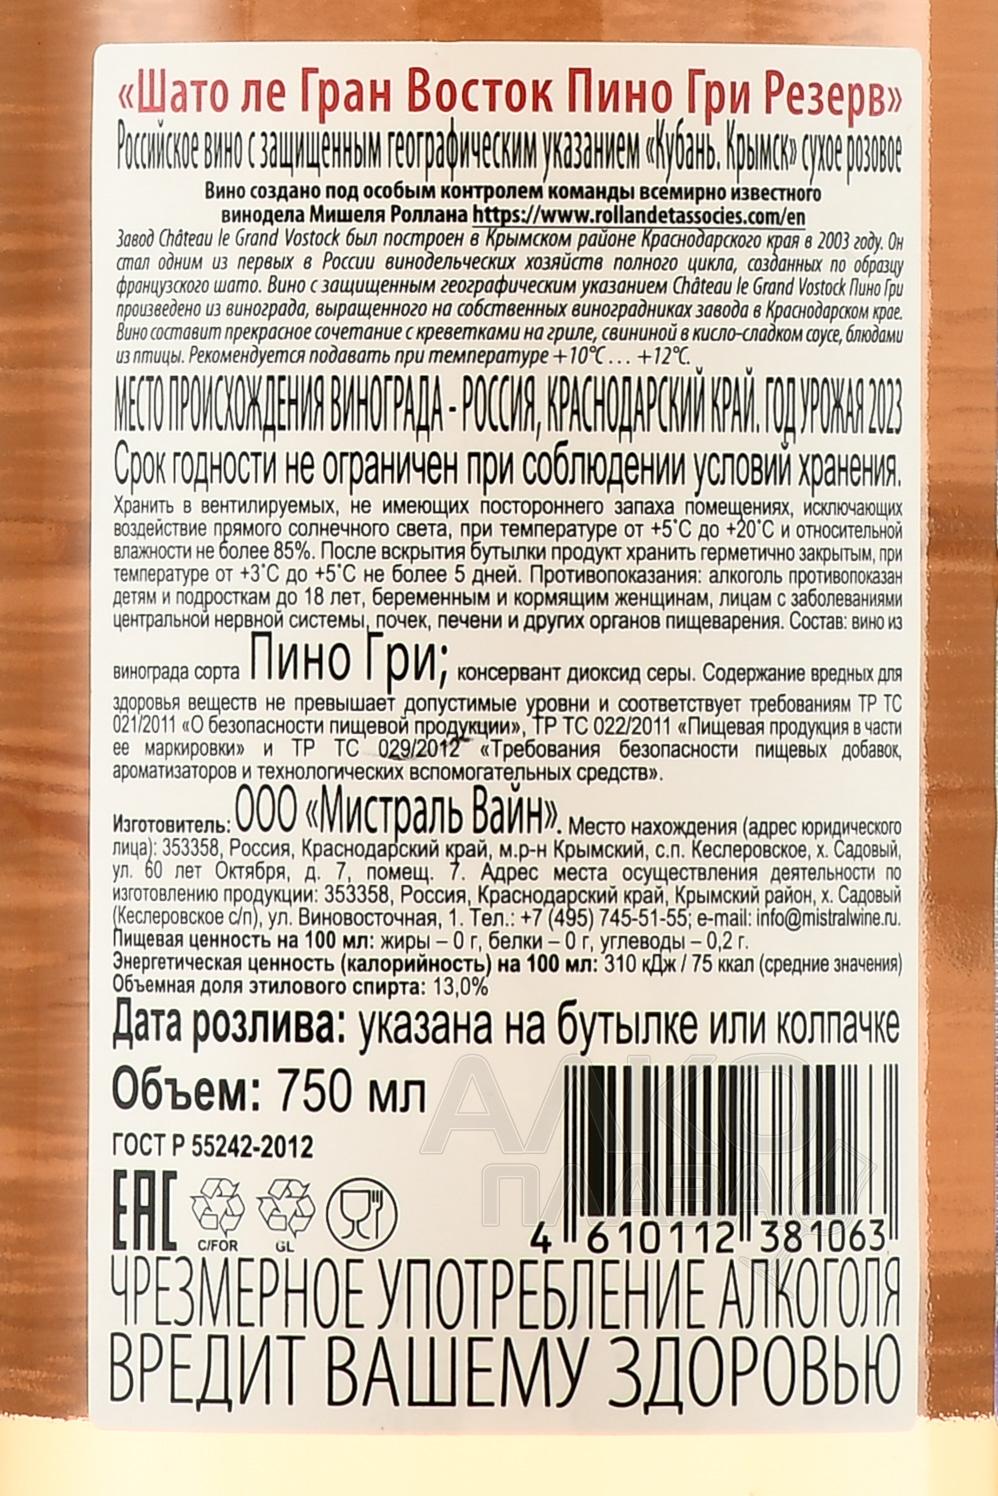 «Шато ле Гран Восток Пино Гри Резерв»
Российское вино с защищенным географическим указанием «Кубань. Крымск» сухое розовое
Вино создано под особым контролем команды всемирно известного
винодела Мишеля Роллана https://www.rollandetassocies.com/en
Завод Château le Grand Vostock был построен в Крымском районе Краснодарского края в 2003 году. Он
стал одним из первых в России винодельческих хозяйств полного цикла, созданных по образцу
французского шато. Вино с защищенным географическим указанием Château le Grand Vostock Пино Гри
произведено из винограда, выращенного на собственных виноградниках завода в Краснодарском крае.
Вино составит прекрасное сочетание с креветками на гриле, свининой в кисло-сладком соусе, блюдами
из птицы. Рекомендуется подавать при температуре +10°С... +12°С.
МЕСТО ПРОИСХОЖДЕНИЯ ВИНОГРАДА - РОССИЯ, КРАСНОДАРСКИЙ КРАЙ. ГОД УРОЖАЯ 2023
Срок годности не ограничен при соблюдении условий хранения.
Хранить в вентилируемых, не имеющих постороннего запаха помещениях, исключающих
воздействие прямого солнечного света, при температуре от +5˚С до +20˚С и относительной
влажности не более 85%. После вскрытия бутылки продукт хранить герметично закрытым, при
температуре от +3˚С до +5˚С не более 5 дней. Противопоказания: алкоголь противопоказан
детям и подросткам до 18 лет, беременным и кормящим женщинам, лицам с заболеваниями
центральной нервной системы, почек, печени и других органов пищеварения. Состав: вино из
винограда сорта Пино Гри; консервант диоксид серы. Содержание вредных для
здоровья веществ не превышает допустимые уровни и соответствует требованиям ТР ТС
021/2011 «О безопасности пищевой продукции», ТР ТС 022/2011 «Пищевая продукция в части
ее маркировки» и ТР ТС 029/2012 «Требования безопасности пищевых добавок,
ароматизаторов и технологических вспомогательных средств».
Изготовитель: ООО «Мистраль Вайн». Место нахождения (адрес юридического
лица): 353358, Россия, Краснодарский край, м.р-н Крымский, с.п. Кеслеровское, х. Садовый,
ул. 60 лет Октября, д. 7, помещ. 7. Адрес места осуществления деятельности по
изготовлению продукции: 353358, Россия, Краснодарский край, Крымский район, х. Садовый
(Кеслеровское с/п), ул. Виновосточная, 1. Тел.: +7 (495) 745-51-55; e-mail: info@mistralwine.ru.
Пищевая ценность на 100 мл: жиры – 0 г, белки – 0 г, углеводы – 0,2 г.
Энергетическая ценность (калорийность) на 100 мл: 310 кДж / 75 ккал (средние значения)
Объемная доля этилового спирта: 13,0%
Дата розлива: указана на бутылке или колпачке
Объем: 750 мл
ГОСТ Р 55242-2012
ЕАС
C/FOR
GL
4 610112 381063
АЛКО
ПЛАЗА
ЧРЕЗМЕРНОЕ УПОТРЕБЛЕНИЕ АЛКОГОЛЯ
ВРЕДИТ ВАШЕМУ ЗДОРОВЬЮ